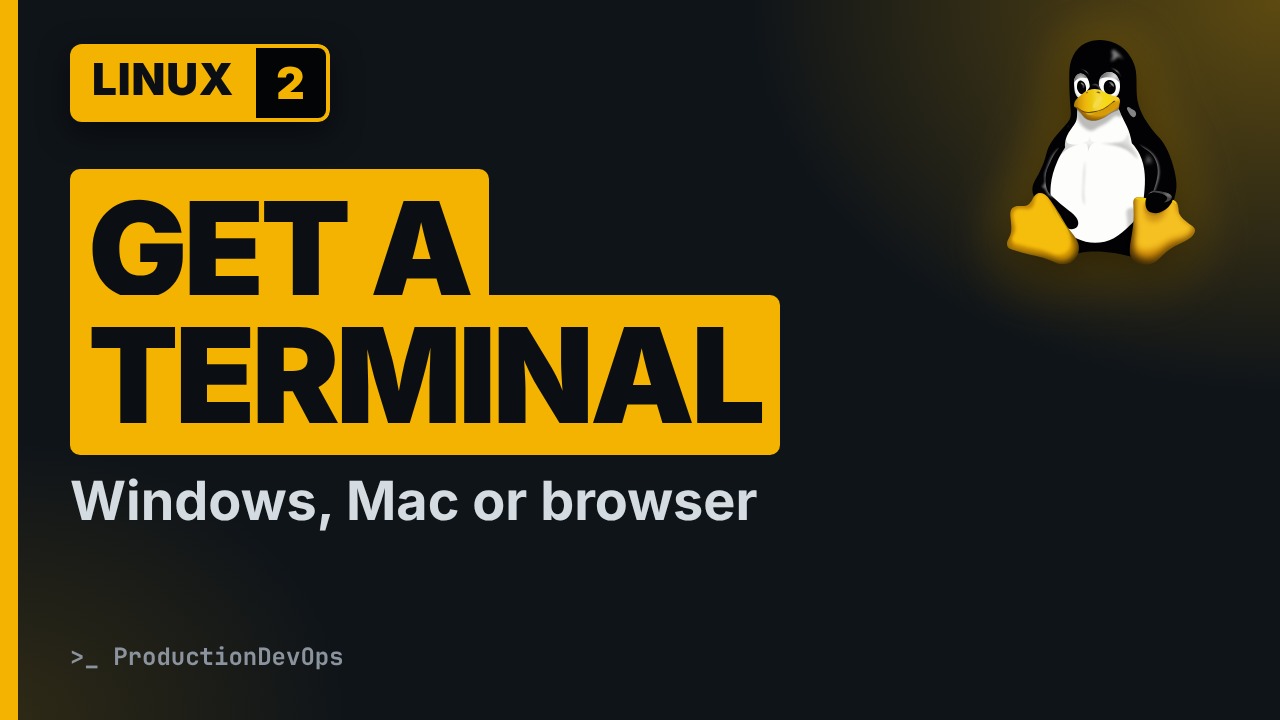 LINUX 2
GET A
TERMINAL
Windows, Mac or browser
>_ ProductionDevOps